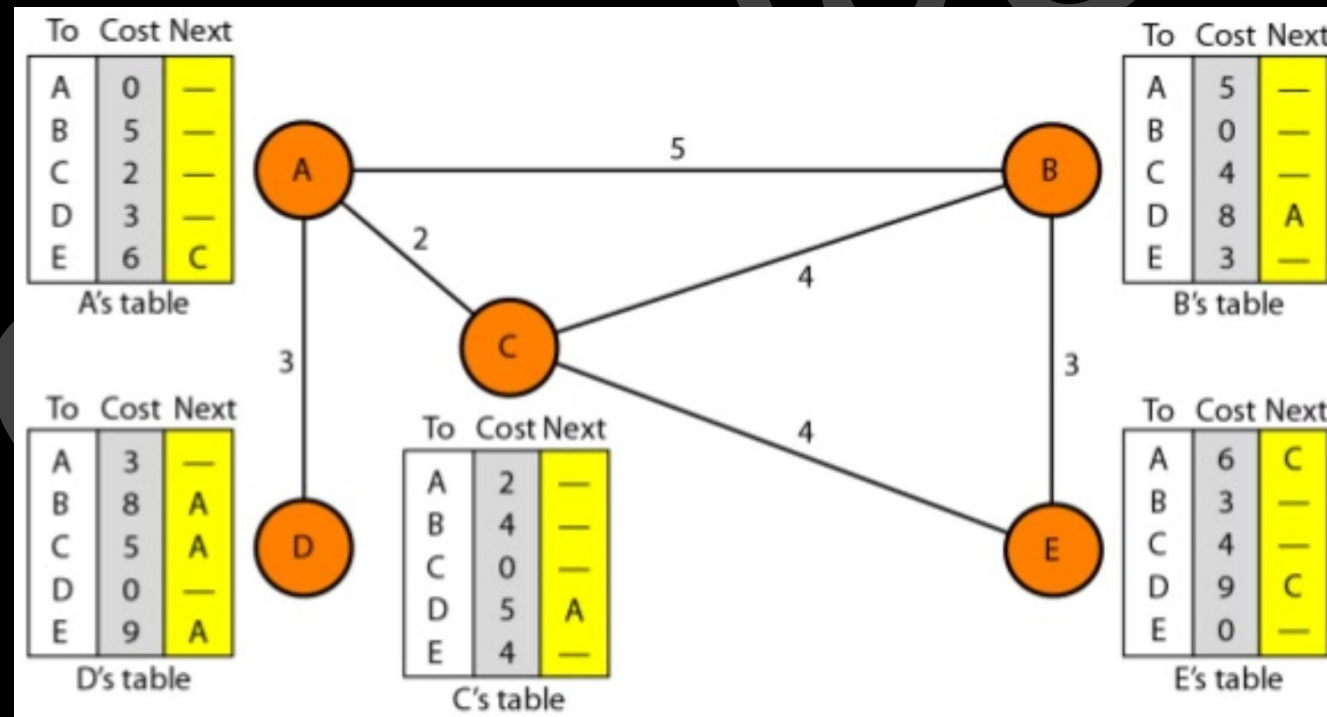 To Cost Next
A 0 —
B 5 —
C 2 —
D 3 —
E 6 C
A's table
To Cost Next
A 5 —
B 0 —
C 4 —
D 8 A
E 3 —
B's table
A
5
B
2
4
C
3
3
4
D
E
To Cost Next
A 3 —
B 8 A
C 5 A
D 0 —
E 9 A
D's table
To Cost Next
A 2 —
B 4 —
C 0 —
D 5 A
E 4 —
C's table
To Cost Next
A 6 C
B 3 —
C 4 —
D 9 C
E 0 —
E's table